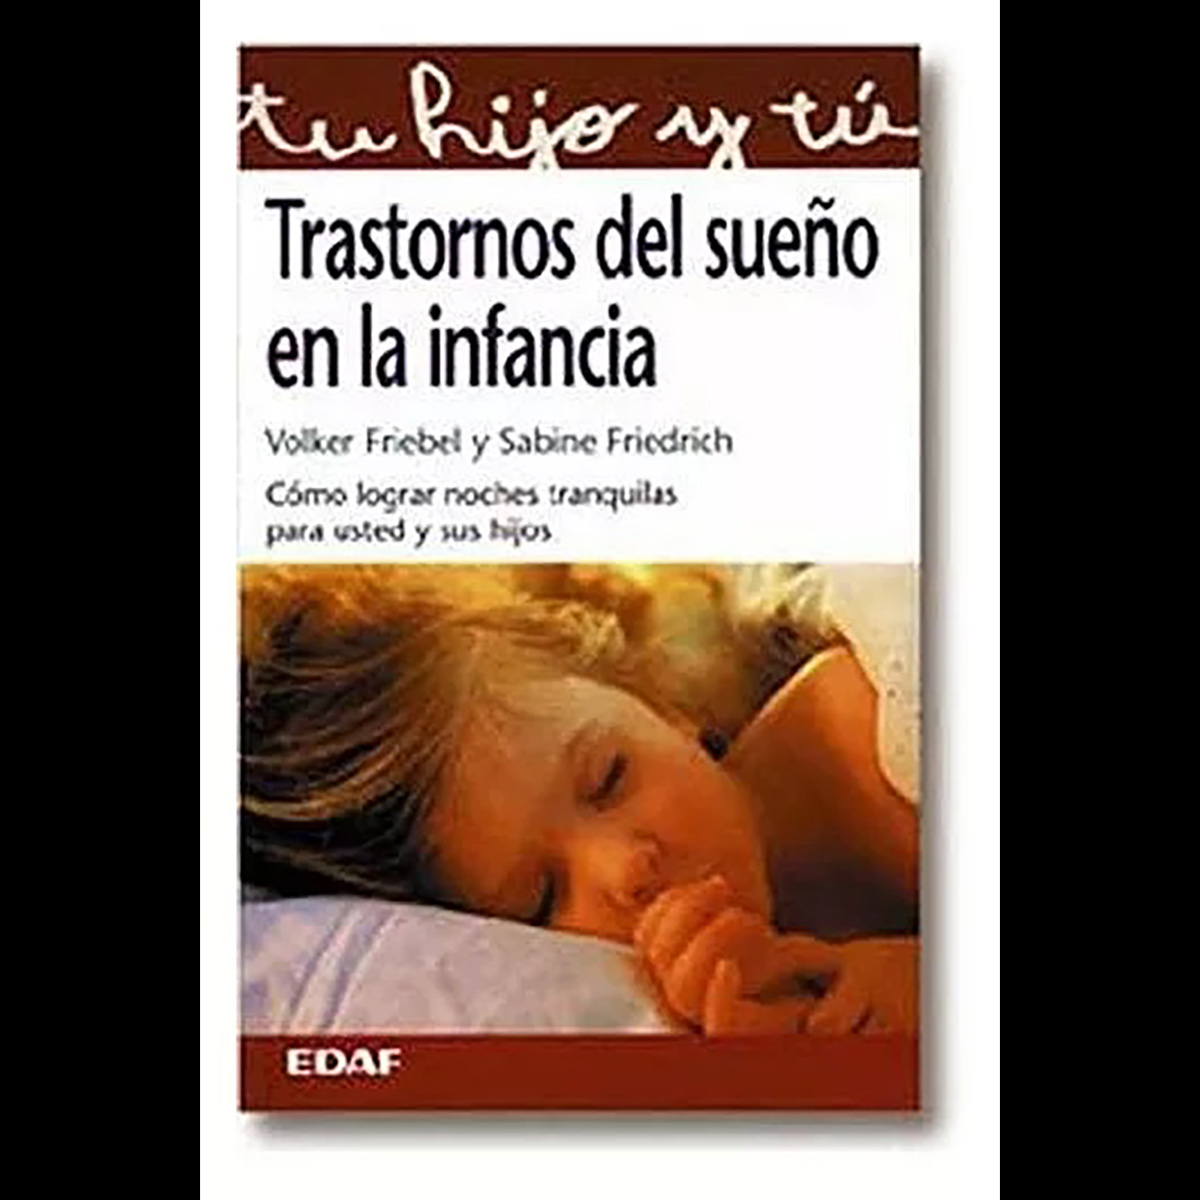 tu hijo y tú
Trastornos del sueño
en la infancia
Volker Friebel y Sabine Friedrich
Cómo lograr noches tranquilas
para usted y sus hijos
EDAF